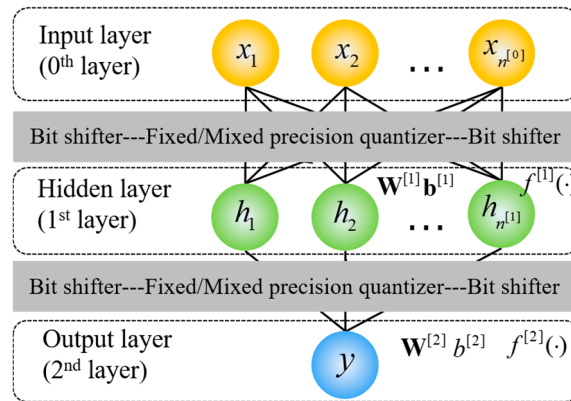 Input layer
(0th layer)
x1 x2 ... xn[0]
Bit shifter---Fixed/Mixed precision quantizer---Bit shifter
Hidden layer
(1st layer)
W[1]b[1] f[1](·)
h1 h2 ... hn[1]
Bit shifter---Fixed/Mixed precision quantizer---Bit shifter
Output layer
(2nd layer)
y
W[2] b[2] f[2](·)